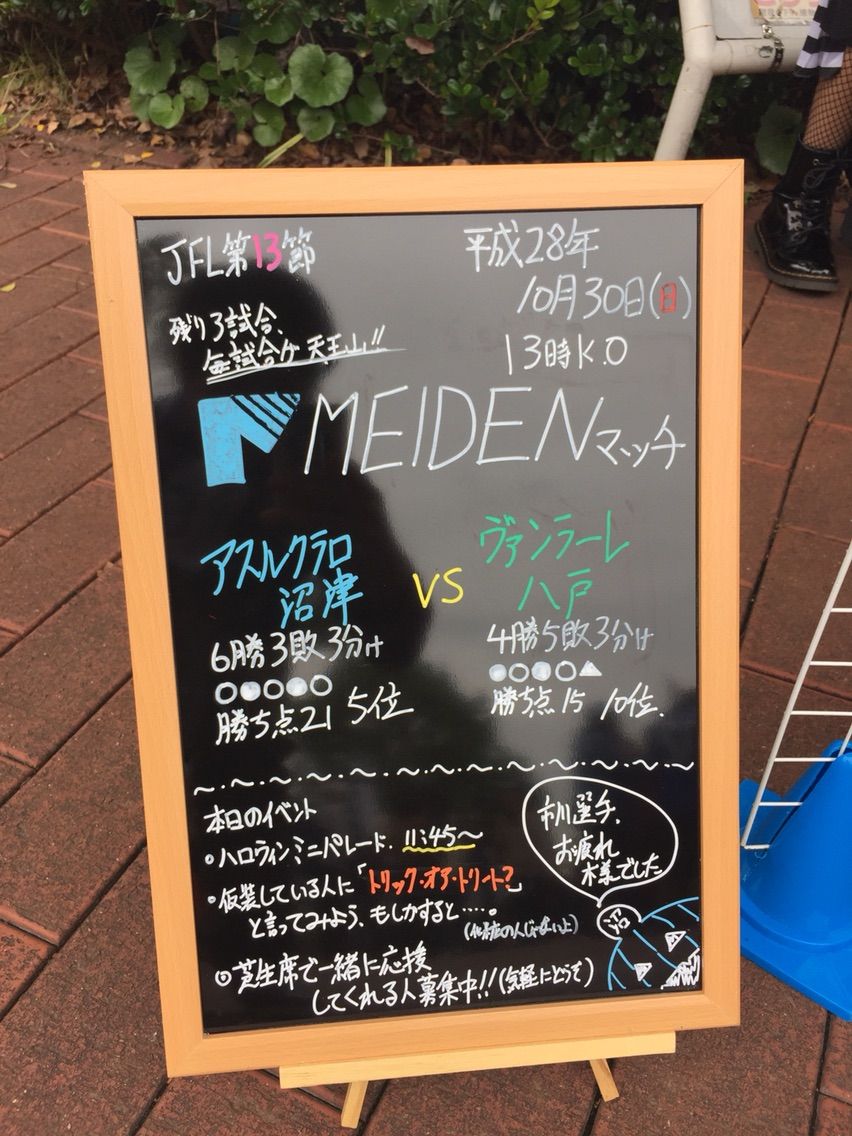 JFL第13節
平成28年
10月30日(日)
13時K.O
残り3試合、
毎試合が天王山!!
MEIDENマッチ
アスルクラロ
沼津
VS
ヴァンラーレ
八戸
6勝3敗3分け
○○○○○
勝ち点21 5位
4勝5敗3分け
○○○○▲
勝ち点15 10位.
本日のイベント
・ハロウィンミニパレード. 11:45〜
・仮装している人に「トリック・オア・トリート?」
と言ってみよう、もしかすると……。
◎芝生席で一緒に応援
してくれる人募集中!!(気軽にどうぞ)
選手、
お疲れ
様でした
沼